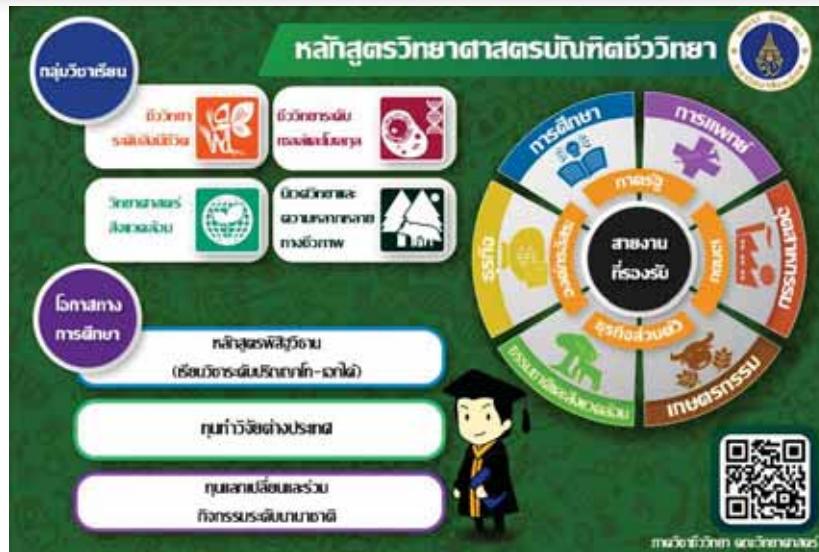 หลักสูตรวิทยาศาสตรบัณฑิตชีววิทยา
กลุ่มวิชาเรียน
ชีววิทยา
ระดับสิ่งมีชีวิต
ชีววิทยาระดับ
เซลล์และโมเลกุล
วิทยาศาสตร์
สิ่งแวดล้อม
นิเวศวิทยาและ
ความหลากหลาย
ทางชีวภาพ
โอกาสทาง
การศึกษา
หลักสูตรพิสิฐวิธาน
(เรียนวิชาระดับปริญญาโท-เอกได้)
ทุนทำวิจัยต่างประเทศ
ทุนแลกเปลี่ยนและร่วม
กิจกรรมระดับนานาชาติ
การศึกษา
การแพทย์
อุตสาหกรรม
เกษตรกรรม
ธรรมชาติและสิ่งแวดล้อม
ธุรกิจ
ภาครัฐ
เอกชน
ธุรกิจส่วนตัว
องค์กรอิสระ
สายงาน
ที่รองรับ
ภาควิชาชีววิทยา คณะวิทยาศาสตร์